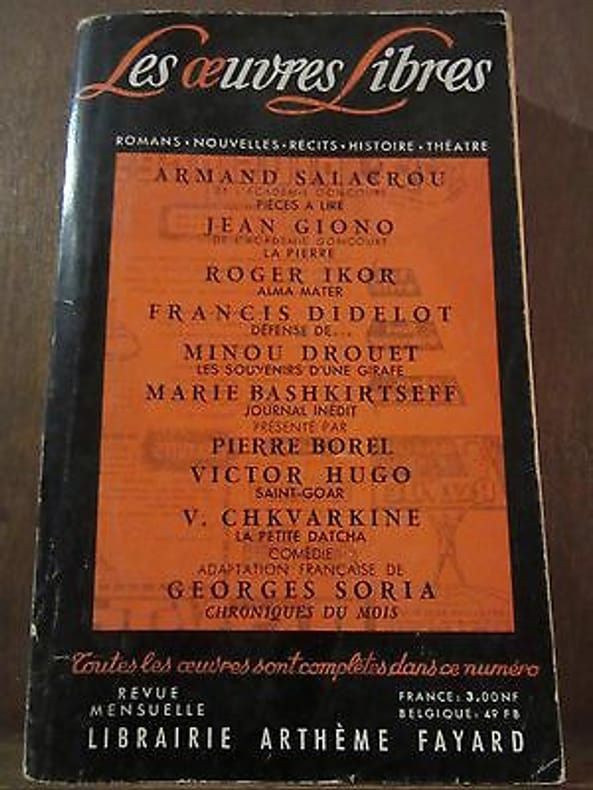 Les œuvres Libres
ROMANS • NOUVELLES • RÉCITS • HISTOIRE • THÉATRE
ARMAND SALACROU
DE L'ACADÉMIE GONCOURT
PIÈCES A LIRE
JEAN GIONO
DE L'ACADÉMIE GONCOURT
LA PIERRE
ROGER IKOR
ALMA MATER
FRANCIS DIDELOT
DÉFENSE DE...
MINOU DROUET
LES SOUVENIRS D'UNE GIRAFE
MARIE BASHKIRTSEFF
JOURNAL INÉDIT
PRÉSENTÉ PAR
PIERRE BOREL
VICTOR HUGO
SAINT-GOAR
V. CHKVARKINE
LA PETITE DATCHA
COMÉDIE
ADAPTATION FRANÇAISE DE
GEORGES SORIA
CHRONIQUES DU MOIS
Toutes les œuvres sont complètes dans ce numéro
REVUE MENSUELLE
FRANCE: 3.00NF
BELGIQUE: 49 FB
LIBRAIRIE ARTHÈME FAYARD